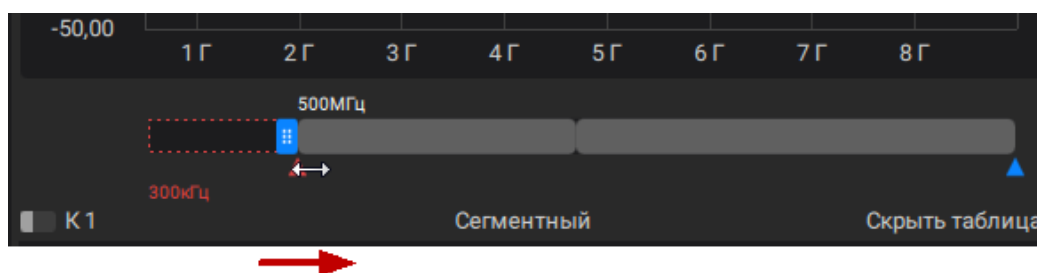 -50,00
1 Г 2 Г 3 Г 4 Г 5 Г 6 Г 7 Г 8 Г
500МГц
300кГц
К 1 Сегментный Скрыть таблица